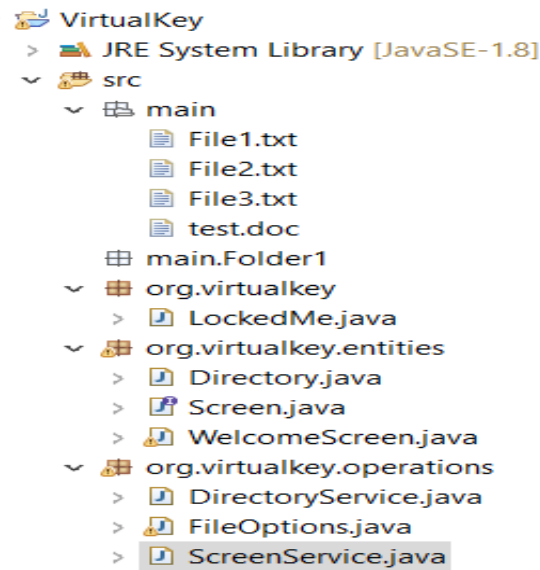 VirtualKey
JRE System Library [JavaSE-1.8]
src
main
File1.txt
File2.txt
File3.txt
test.doc
main.Folder1
org.virtualkey
LockedMe.java
org.virtualkey.entities
Directory.java
Screen.java
WelcomeScreen.java
org.virtualkey.operations
DirectoryService.java
FileOptions.java
ScreenService.java